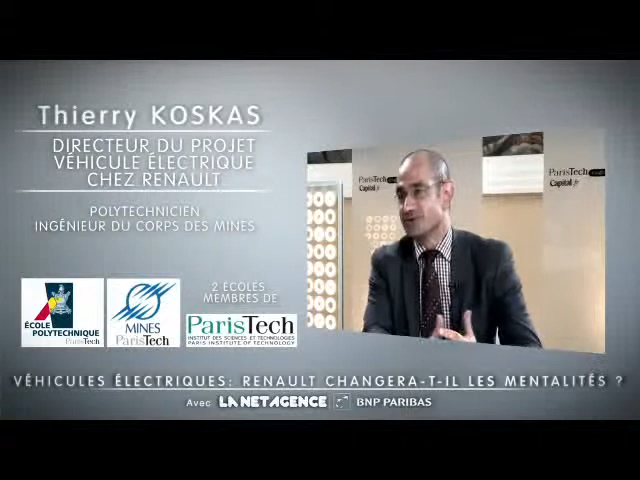 Thierry KOSKAS
DIRECTEUR DU PROJET
VÉHICULE ÉLECTRIQUE
CHEZ RENAULT
POLYTECHNICIEN
INGÉNIEUR DU CORPS DES MINES
2 ÉCOLES
MEMBRES DE
ÉCOLE
POLYTECHNIQUE
ParisTech
MINES
ParisTech
ParisTech
INSTITUT DES SCIENCES ET TECHNOLOGIES
PARIS INSTITUTE OF TECHNOLOGY
ParisTech
Capital.fr
ParisTech
Capital.fr
VÉHICULES ÉLECTRIQUES: RENAULT CHANGERA-T-IL LES MENTALITÉS ?
Avec LA NETAGENCE BNP PARIBAS